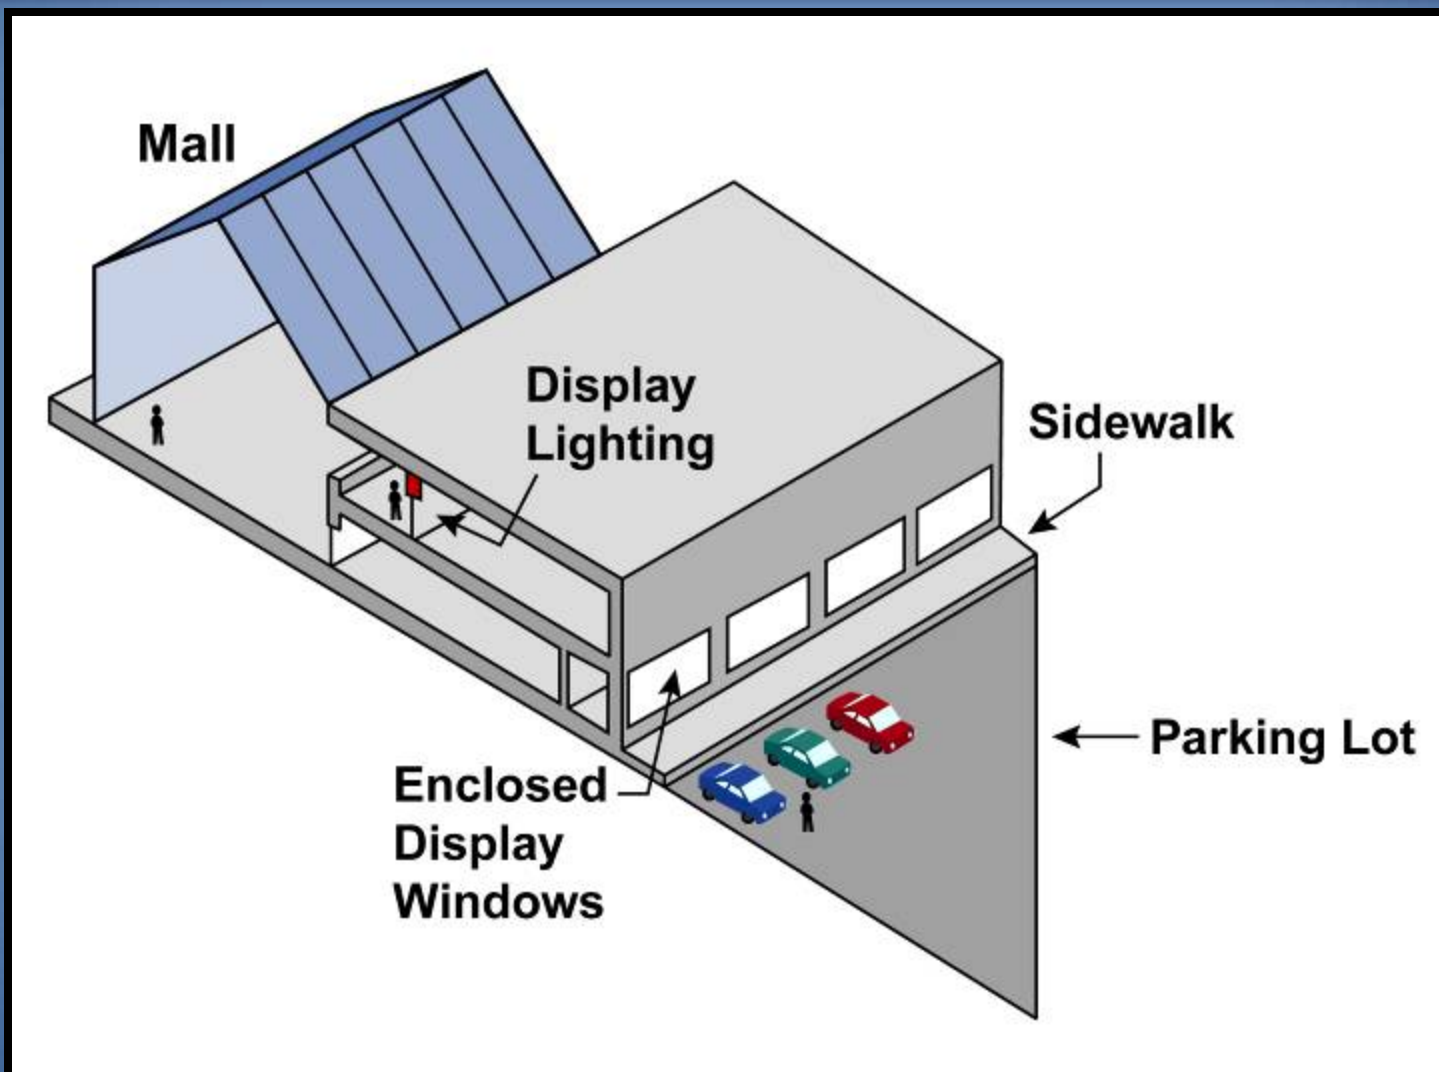 Mall
Display
Lighting
Sidewalk
Parking Lot
Enclosed
Display
Windows